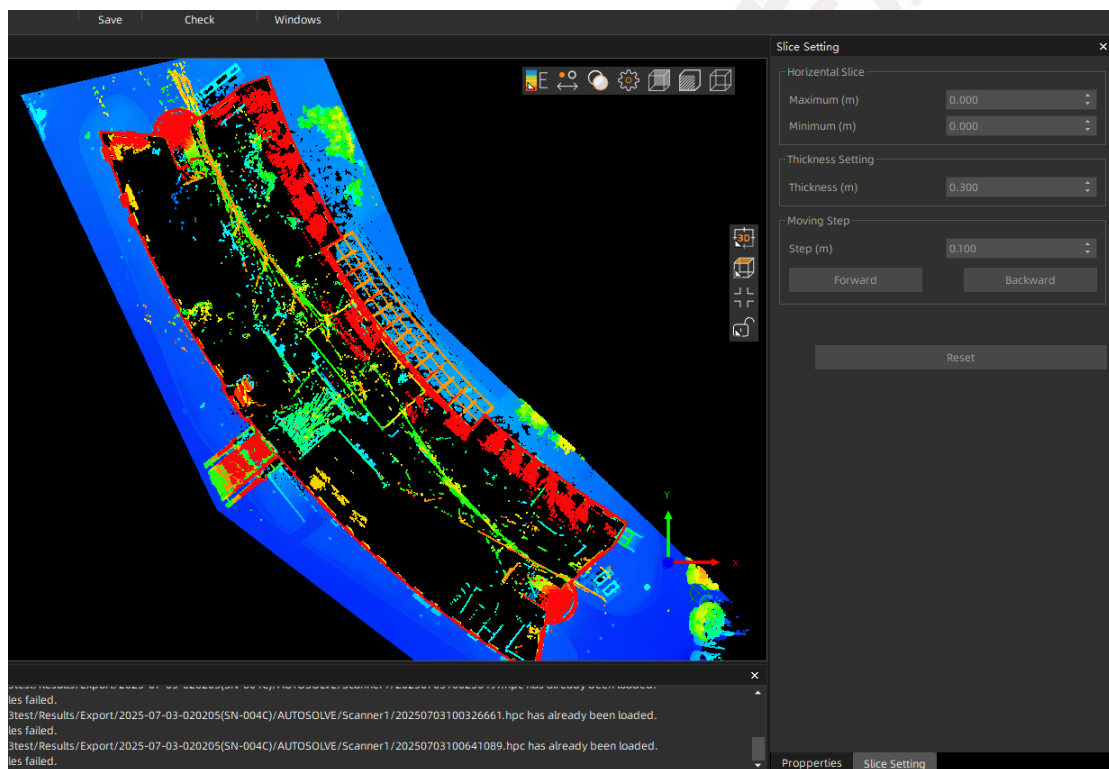 Save Check Windows
Slice Setting
Horizental Slice
Maximum (m) 0.000
Minimum (m) 0.000
Thickness Setting
Thickness (m) 0.300
Moving Step
Step (m) 0.100
Forward Backward
Reset
E
3D
Y
X
les failed.
3test/Results/Export/2025-07-03-020205(SN-004C)/AUTOSOLVE/Scanner1/20250703100326661.hpc has already been loaded.
les failed.
3test/Results/Export/2025-07-03-020205(SN-004C)/AUTOSOLVE/Scanner1/20250703100641089.hpc has already been loaded.
les failed.
Propperties Slice Setting